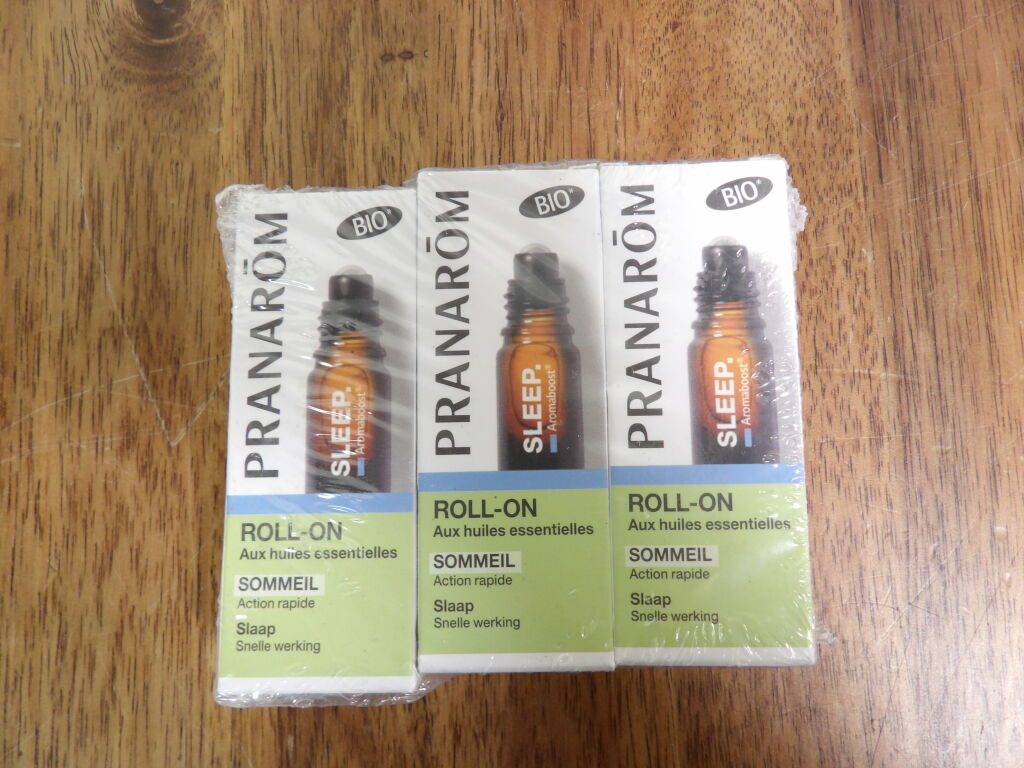 PRANARŌM
BIO*
SLEEP.
Aromaboost®
ROLL-ON
Aux huiles essentielles
SOMMEIL
Action rapide
Slaap
Snelle werking
PRANARŌM
BIO*
SLEEP.
Aromaboost®
ROLL-ON
Aux huiles essentielles
SOMMEIL
Action rapide
Slaap
Snelle werking
PRANARŌM
BIO*
SLEEP.
Aromaboost®
ROLL-ON
Aux huiles essentielles
SOMMEIL
Action rapide
Slaap
Snelle werking